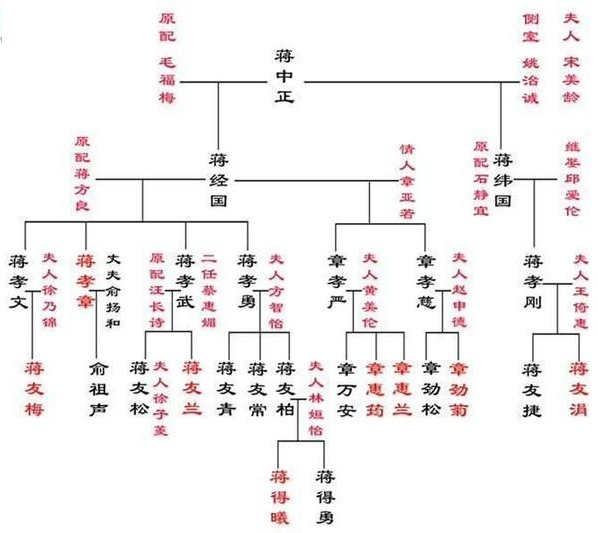 原配 毛福梅
蒋中正
侧室 姚治诚
夫人 宋美龄
原配蒋方良
蒋经国
情人章亚若
原配石静宜
蒋纬国
继娶邱爱伦
蒋孝文
夫人徐乃锦
蒋孝章
丈夫俞扬和
原配汪长诗
蒋孝武
二任蔡惠媚
蒋孝勇
夫人方智怡
章孝严
夫人黄美伦
章孝慈
夫人赵申德
蒋孝刚
夫人王倚惠
蒋友梅
俞祖声
蒋友松
夫人徐子菱
蒋友兰
蒋友青
蒋友常
蒋友柏
夫人林姮怡
章万安
章惠筠
章惠兰
章劲松
章劲菊
蒋友捷
蒋友涓
蒋得曦
蒋得勇